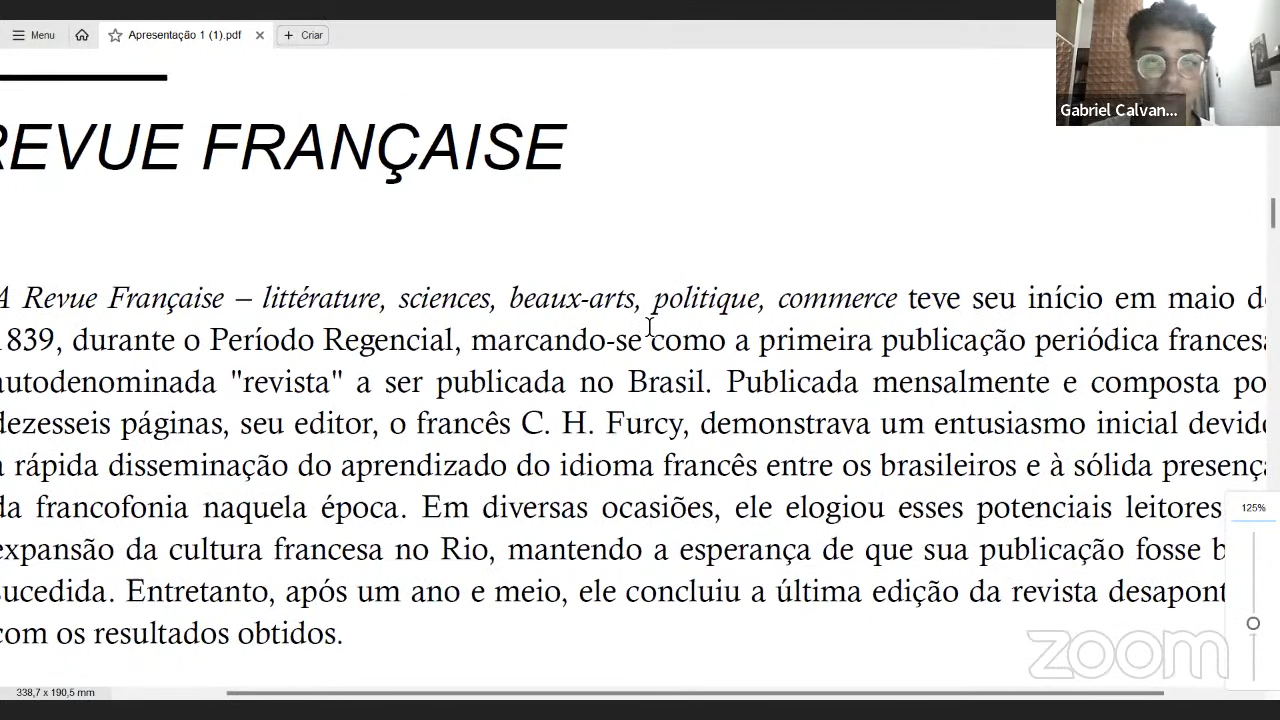 Menu
Apresentação 1 (1).pdf
Criar
Gabriel Calvan...
REVUE FRANÇAISE
A Revue Française – littérature, sciences, beaux-arts, politique, commerce teve seu início em maio d
1839, durante o Período Regencial, marcando-se como a primeira publicação periódica frances
autodenominada "revista" a ser publicada no Brasil. Publicada mensalmente e composta po
dezesseis páginas, seu editor, o francês C. H. Furcy, demonstrava um entusiasmo inicial devid
à rápida disseminação do aprendizado do idioma francês entre os brasileiros e à sólida presenç
da francofonia naquela época. Em diversas ocasiões, ele elogiou esses potenciais leitores
125%
expansão da cultura francesa no Rio, mantendo a esperança de que sua publicação fosse b
sucedida. Entretanto, após um ano e meio, ele concluiu a última edição da revista desapont
com os resultados obtidos.
zoom
338,7 x 190,5 mm